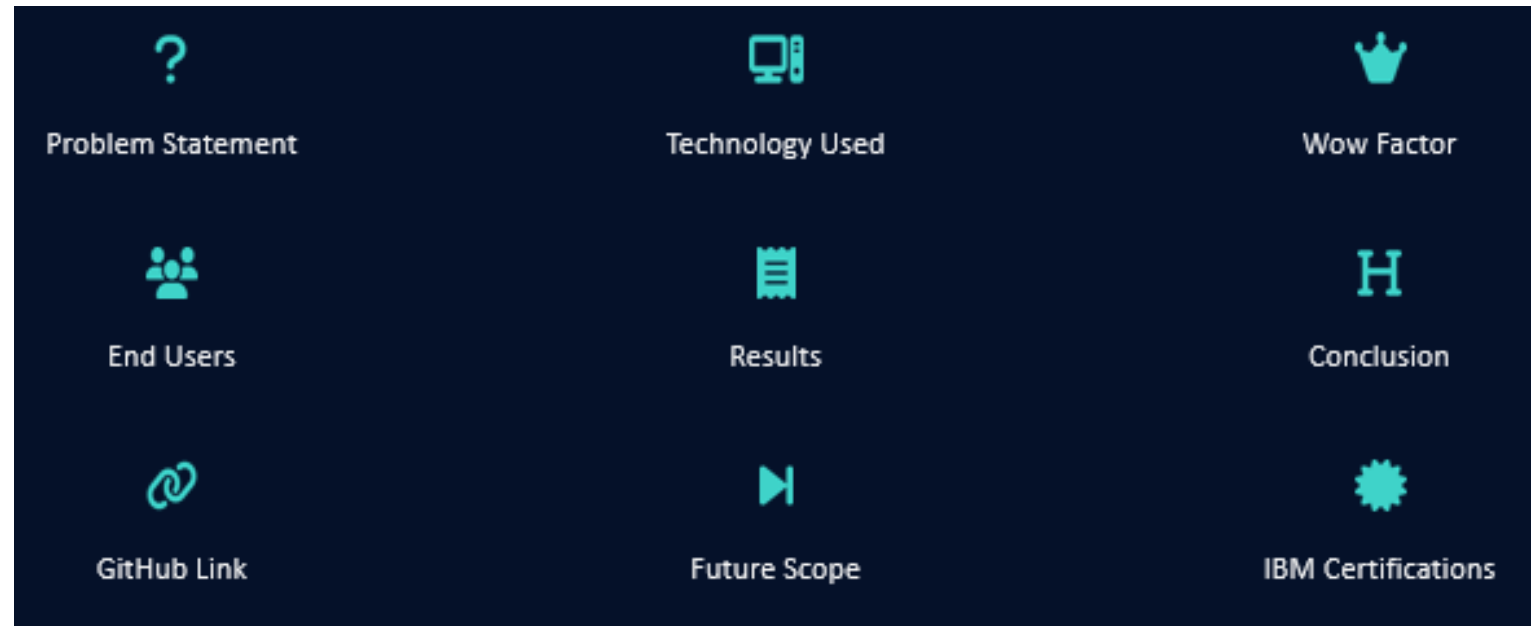 Problem Statement
Technology Used
Wow Factor
End Users
Results
Conclusion
GitHub Link
Future Scope
IBM Certifications